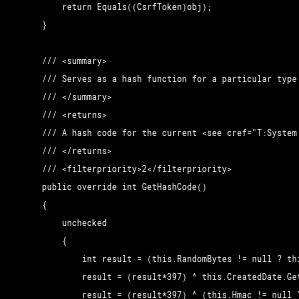 return Equals((CsrfToken)obj);
}
/// <summary>
/// Serves as a hash function for a particular type
/// </summary>
/// <returns>
/// A hash code for the current <see cref="T:System
/// </returns>
/// <filterpriority>2</filterpriority>
public override int GetHashCode()
{
unchecked
{
int result = (this.RandomBytes != null ? thi
result = (result*397) ^ this.CreatedDate.Get
result = (result*397) ^ (this.Hmac != null ?